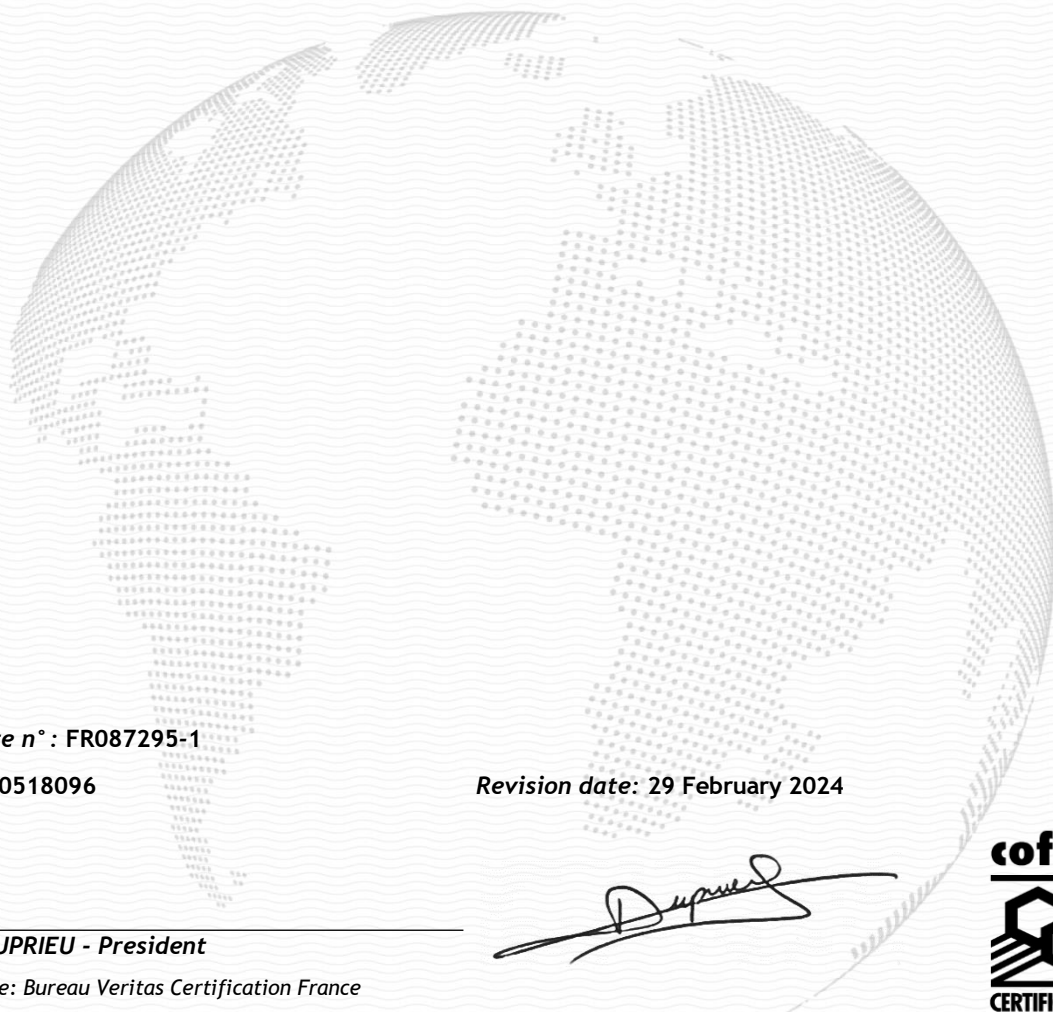 e n° : FR087295-1
0518096 Revision date: 29 February 2024
cof
UPRIEU - President
e: Bureau Veritas Certification France
CERTIFI